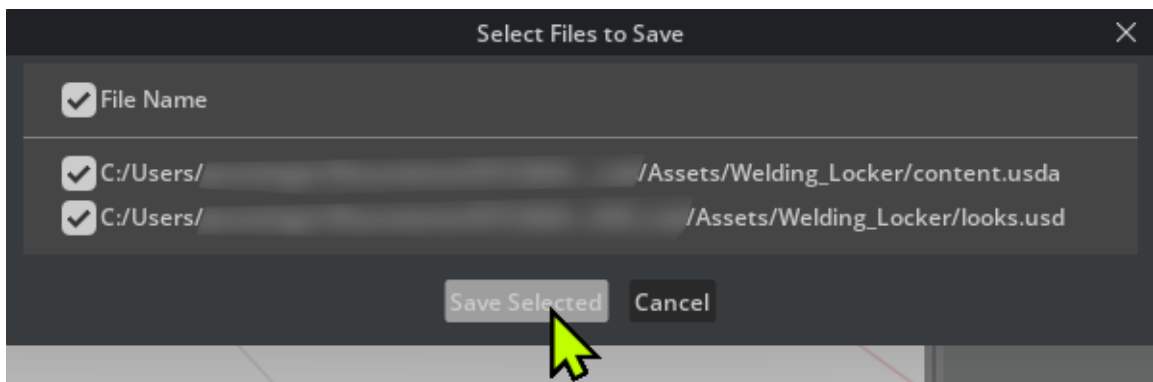 Select Files to Save
File Name
C:/Users/ /Assets/Welding_Locker/content.usda
C:/Users/ /Assets/Welding_Locker/looks.usd
Save Selected Cancel